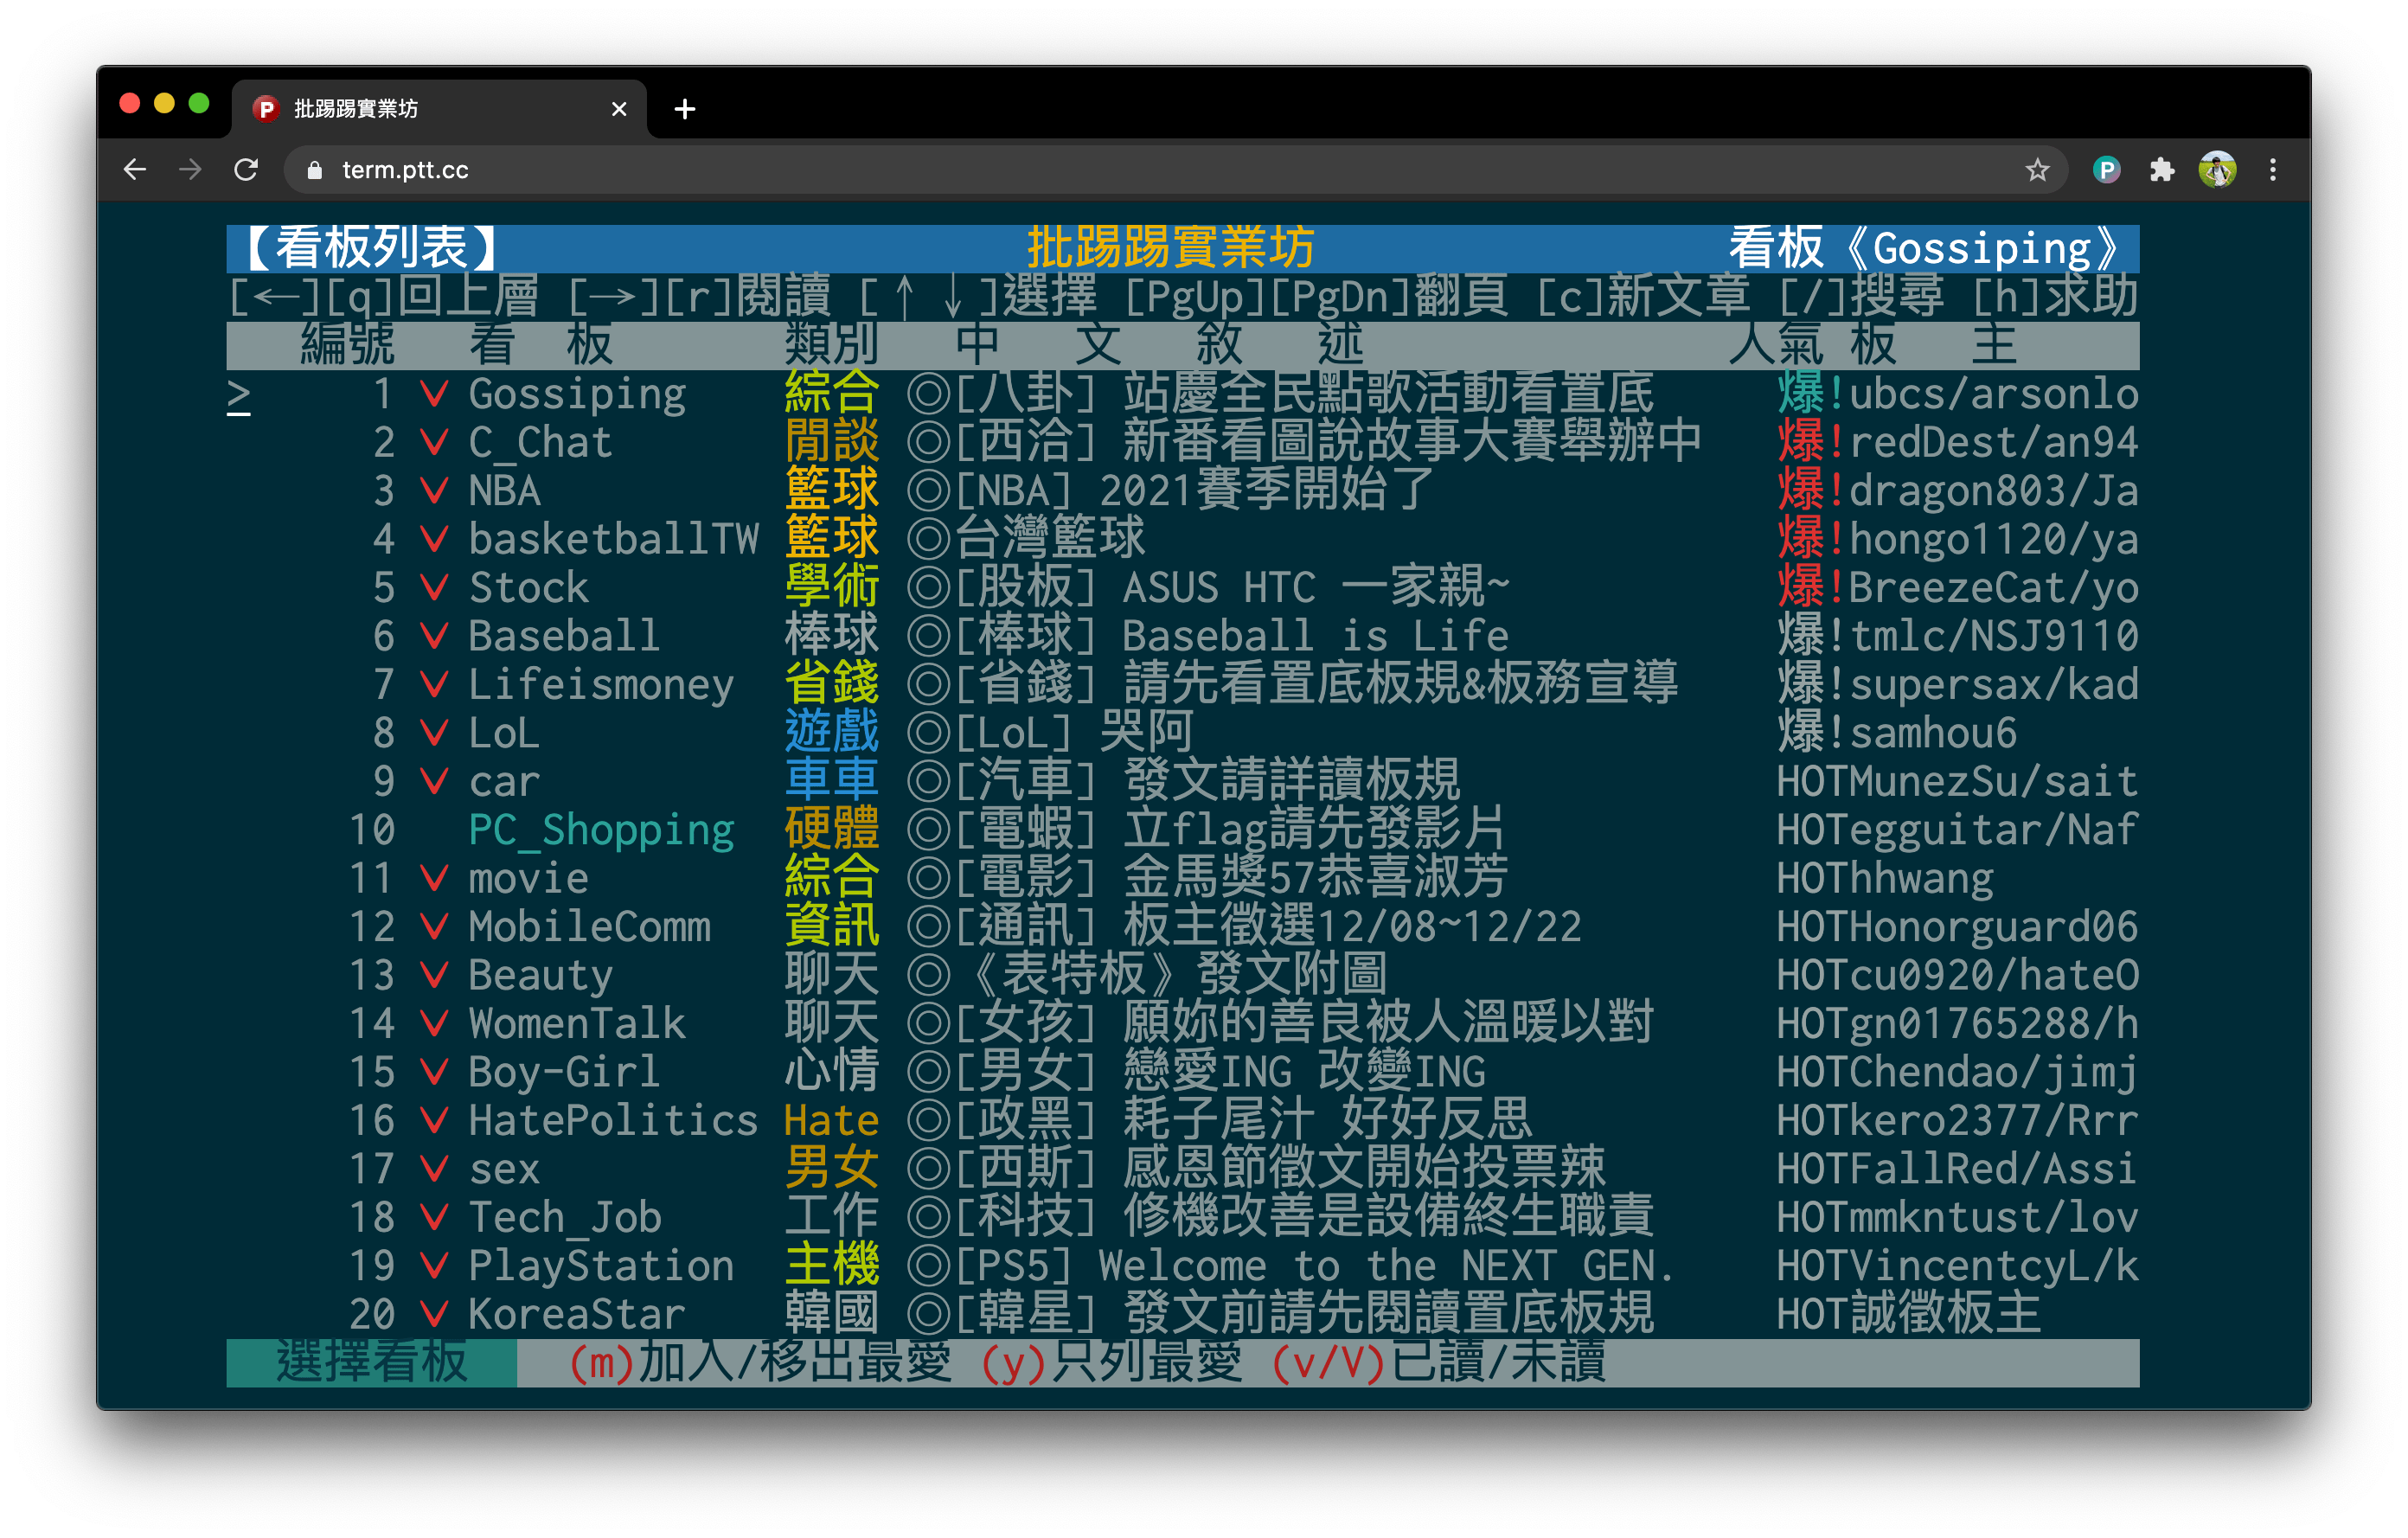 批踢踢實業坊
term.ptt.cc
【看板列表】 批踢踢實業坊 看板《Gossiping》
[←][q]回上層 [→][r]閱讀 [↑↓]選擇 [PgUp][PgDn]翻頁 [c]新文章 [/]搜尋 [h]求助
編號 看 板 類別 中 文 敘 述 人氣 板 主
> 1 ˇ Gossiping 綜合 ◎[八卦] 站慶全民點歌活動看置底 爆!ubcs/arsonlo
2 ˇ C_Chat 閒談 ◎[西洽] 新番看圖說故事大賽舉辦中 爆!redDest/an94
3 ˇ NBA 籃球 ◎[NBA] 2021賽季開始了 爆!dragon803/Ja
4 ˇ basketballTW 籃球 ◎台灣籃球 爆!hongo1120/ya
5 ˇ Stock 學術 ◎[股板] ASUS HTC 一家親~ 爆!BreezeCat/yo
6 ˇ Baseball 棒球 ◎[棒球] Baseball is Life 爆!tmlc/NSJ9110
7 ˇ Lifeismoney 省錢 ◎[省錢] 請先看置底板規&板務宣導 爆!supersax/kad
8 ˇ LoL 遊戲 ◎[LoL] 哭阿 爆!samhou6
9 ˇ car 車車 ◎[汽車] 發文請詳讀板規 HOTMunezSu/sait
10 PC_Shopping 硬體 ◎[電蝦] 立flag請先發影片 HOTegguitar/Naf
11 ˇ movie 綜合 ◎[電影] 金馬獎57恭喜淑芳 HOThhwang
12 ˇ MobileComm 資訊 ◎[通訊] 板主徵選12/08~12/22 HOTHonorguard06
13 ˇ Beauty 聊天 ◎《表特板》發文附圖 HOTcu0920/hateO
14 ˇ WomenTalk 聊天 ◎[女孩] 願妳的善良被人溫暖以對 HOTgn01765288/h
15 ˇ Boy-Girl 心情 ◎[男女] 戀愛ING 改變ING HOTChendao/jimj
16 ˇ HatePolitics Hate ◎[政黑] 耗子尾汁 好好反思 HOTkero2377/Rrr
17 ˇ sex 男女 ◎[西斯] 感恩節徵文開始投票辣 HOTFallRed/Assi
18 ˇ Tech_Job 工作 ◎[科技] 修機改善是設備終生職責 HOTmmkntust/lov
19 ˇ PlayStation 主機 ◎[PS5] Welcome to the NEXT GEN. HOTVincentcyL/k
20 ˇ KoreaStar 韓國 ◎[韓星] 發文前請先閱讀置底板規 HOT誠徵板主
選擇看板 (m)加入/移出最愛 (y)只列最愛 (v/V)已讀/未讀